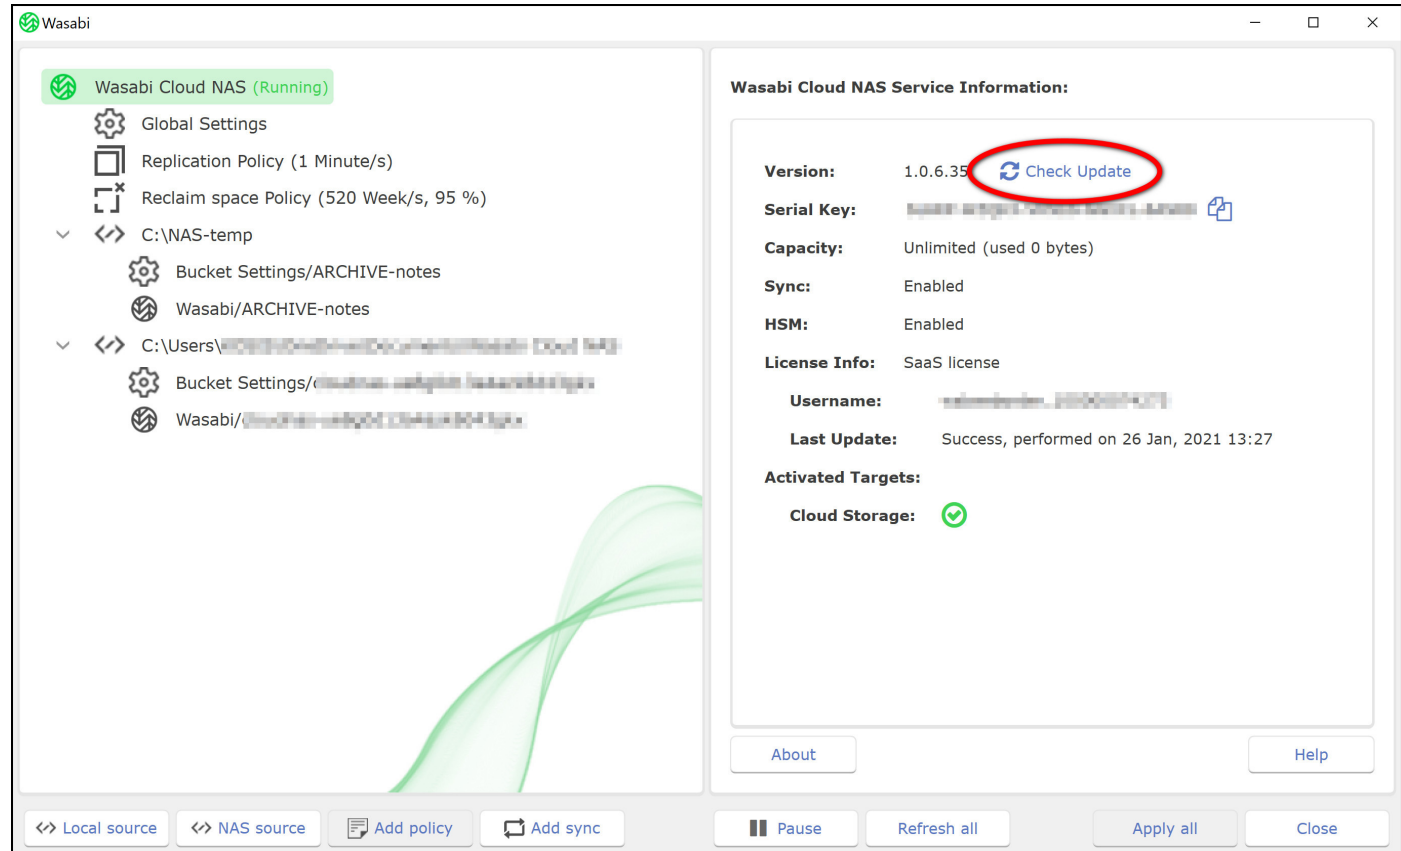 Wasabi
Wasabi Cloud NAS (Running)
Global Settings
Replication Policy (1 Minute/s)
Reclaim space Policy (520 Week/s, 95 %)
C:\NAS-temp
Bucket Settings/ARCHIVE-notes
Wasabi/ARCHIVE-notes
C:\Users\
Bucket Settings/
Wasabi/
Wasabi Cloud NAS Service Information:
Version: 1.0.6.35 Check Update
Serial Key:
Capacity: Unlimited (used 0 bytes)
Sync: Enabled
HSM: Enabled
License Info: SaaS license
Username:
Last Update: Success, performed on 26 Jan, 2021 13:27
Activated Targets:
Cloud Storage:
About Help
Local source NAS source Add policy Add sync Pause Refresh all Apply all Close